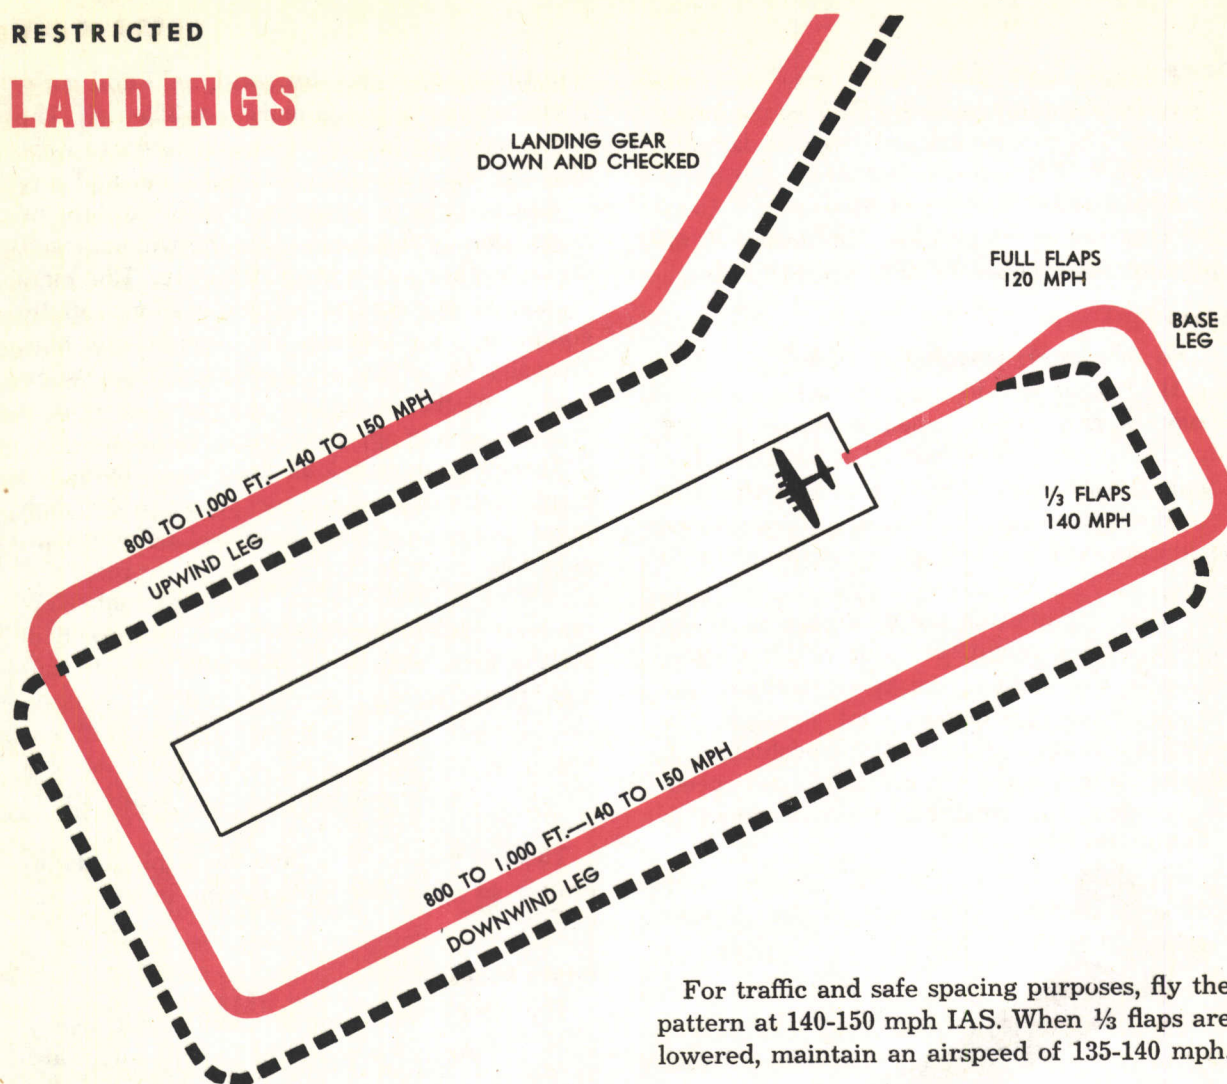 RESTRICTED
LANDINGS
LANDING GEAR
DOWN AND CHECKED
FULL FLAPS
120 MPH
BASE
LEG
800 TO 1,000 FT.—140 TO 150 MPH
UPWIND LEG
⅓ FLAPS
140 MPH
800 TO 1,000 FT.—140 TO 150 MPH
DOWNWIND LEG
For traffic and safe spacing purposes, fly the
pattern at 140-150 mph IAS. When ⅓ flaps are
lowered, maintain an airspeed of 135-140 mph.